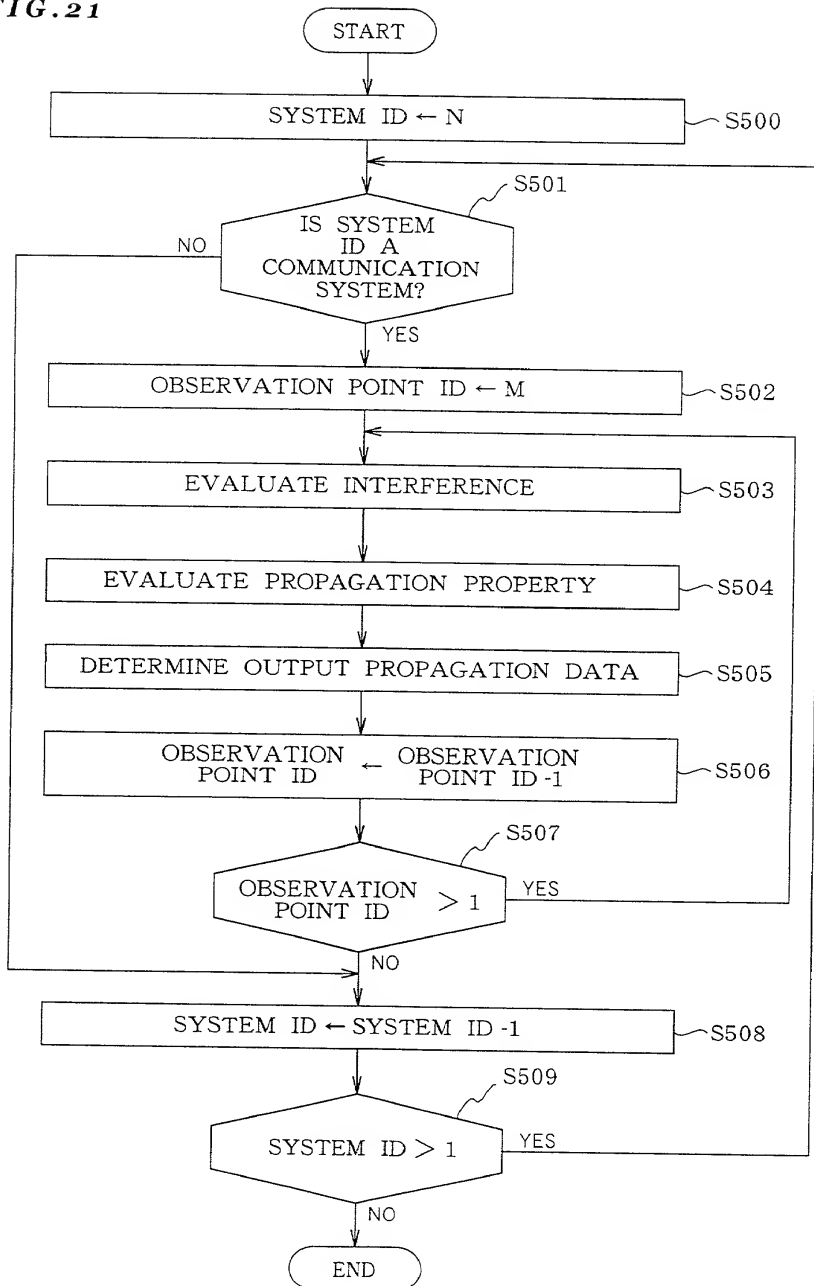 FIG.21
START
SYSTEM ID ← N
S500
S501
IS SYSTEM
ID A
COMMUNICATION
SYSTEM?
NO
YES
OBSERVATION POINT ID ← M
S502
EVALUATE INTERFERENCE
S503
EVALUATE PROPAGATION PROPERTY
S504
DETERMINE OUTPUT PROPAGATION DATA
S505
OBSERVATION ← OBSERVATION
POINT ID POINT ID -1
S506
S507
OBSERVATION
POINT ID > 1
YES
NO
SYSTEM ID ← SYSTEM ID -1
S508
S509
SYSTEM ID > 1
YES
NO
END